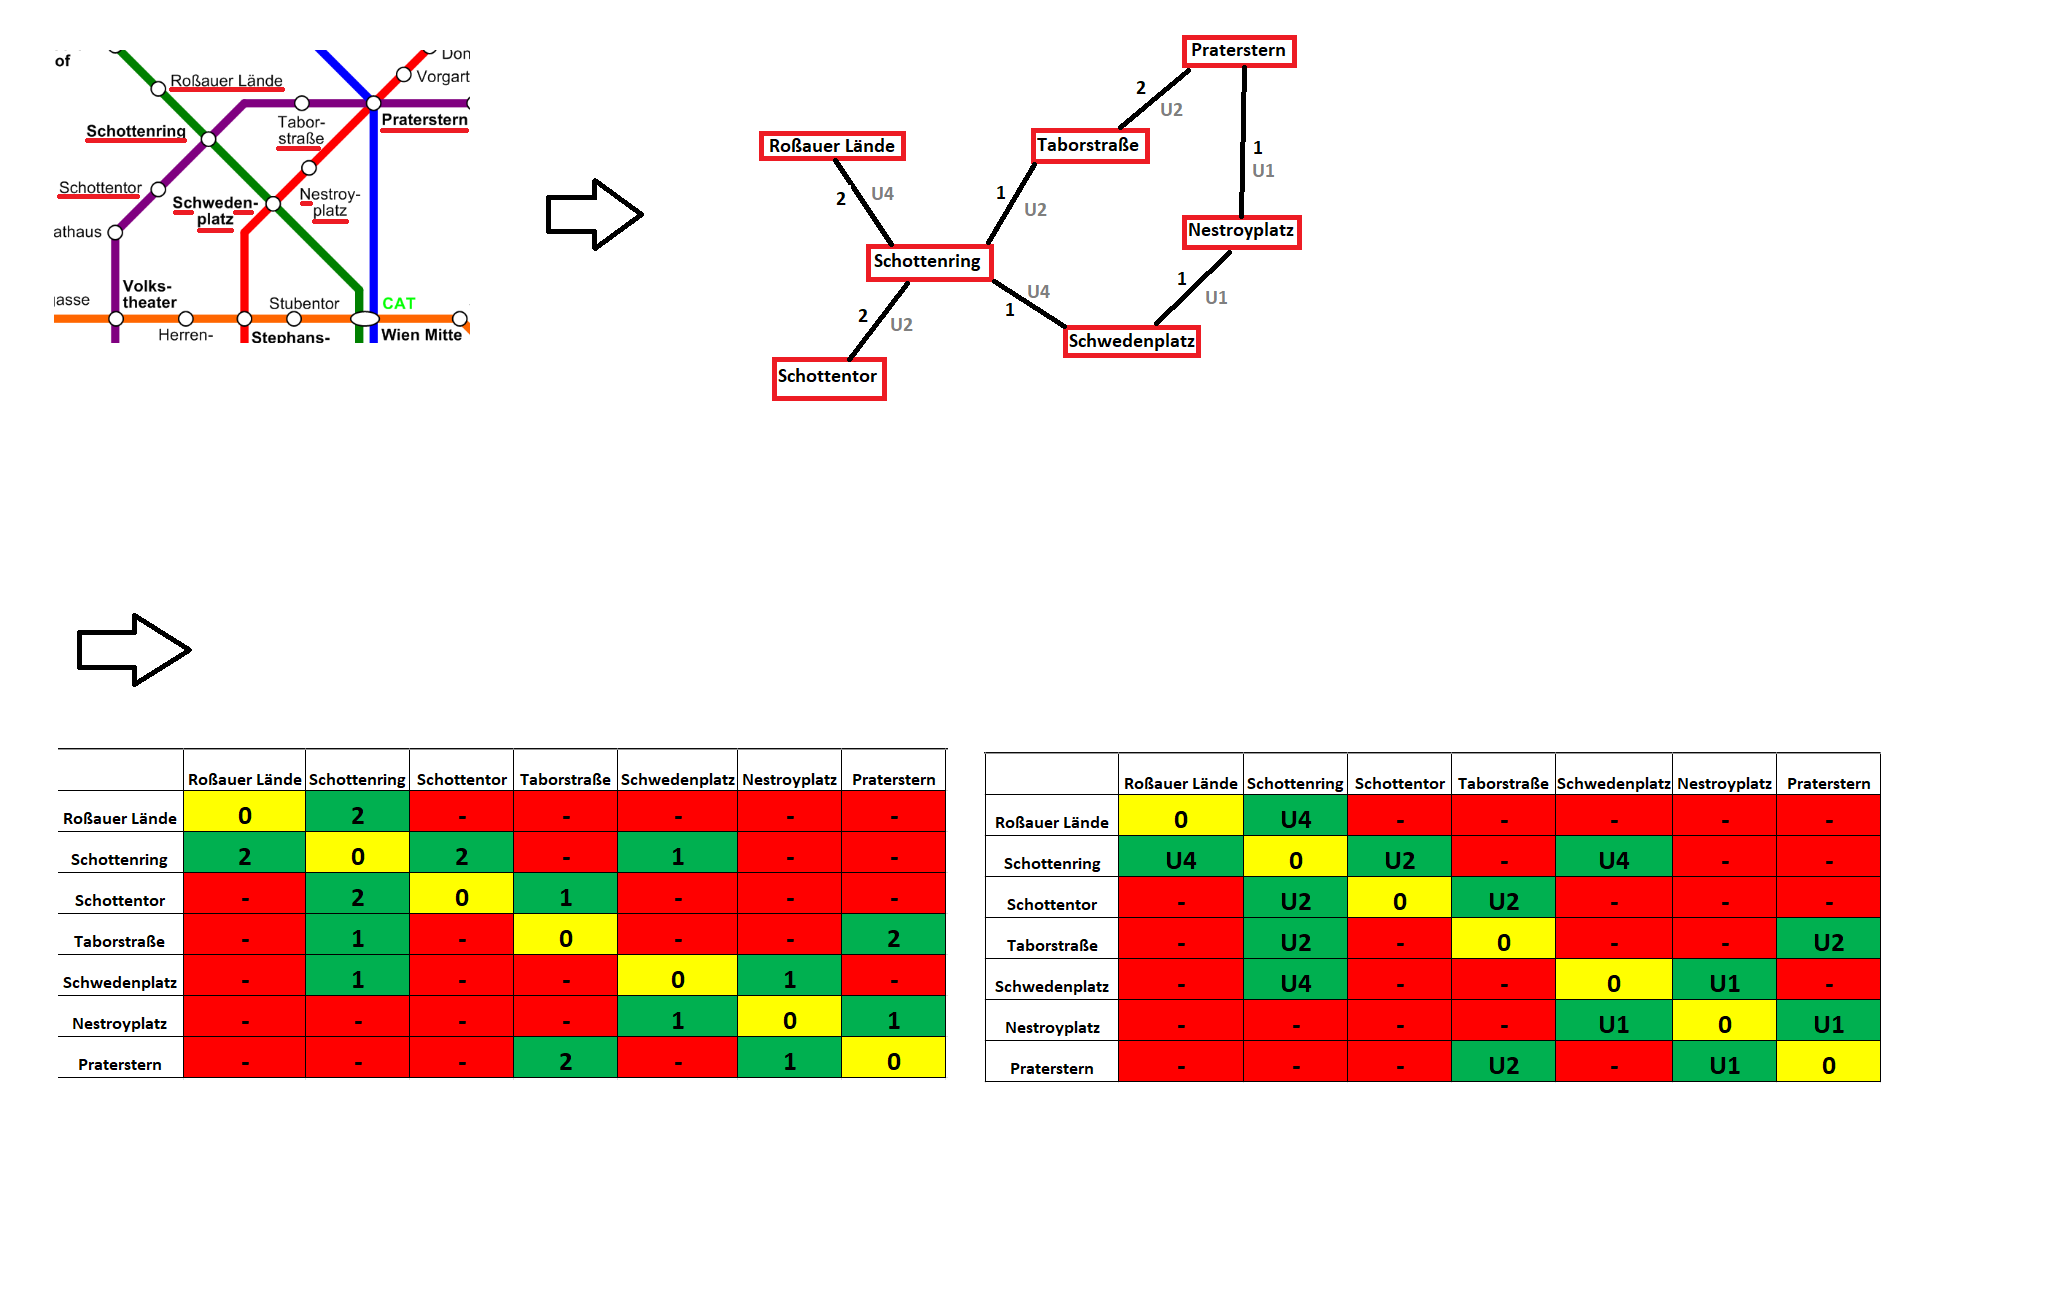 of
Roßauer Lände
Schottenring
Schottentor
Tabor-
straße
Praterstern
Vorgart
Schweden-
platz
Nestroy-
platz
athaus
Volks-
theater
Stubentor
CAT
Herren-
Stephans-
Wien Mitte
Praterstern
2
U2
Roßauer Lände
Taborstraße
1
U1
2
U4
1
U2
Nestroyplatz
Schottenring
U4
1
1
U1
2
U2
Schwedenplatz
Schottentor
Roßauer Lände Schottenring Schottentor Taborstraße Schwedenplatz Nestroyplatz Praterstern
Roßauer Lände 0 2 - - - - -
Schottenring 2 0 2 - 1 - -
Schottentor - 2 0 1 - - -
Taborstraße - 1 - 0 - - 2
Schwedenplatz - 1 - - 0 1 -
Nestroyplatz - - - - 1 0 1
Praterstern - - - 2 - 1 0
Roßauer Lände Schottenring Schottentor Taborstraße Schwedenplatz Nestroyplatz Praterstern
Roßauer Lände 0 U4 - - - - -
Schottenring U4 0 U2 - U4 - -
Schottentor - U2 0 U2 - - -
Taborstraße - U2 - 0 - - U2
Schwedenplatz - U4 - - 0 U1 -
Nestroyplatz - - - - U1 0 U1
Praterstern - - - U2 - U1 0